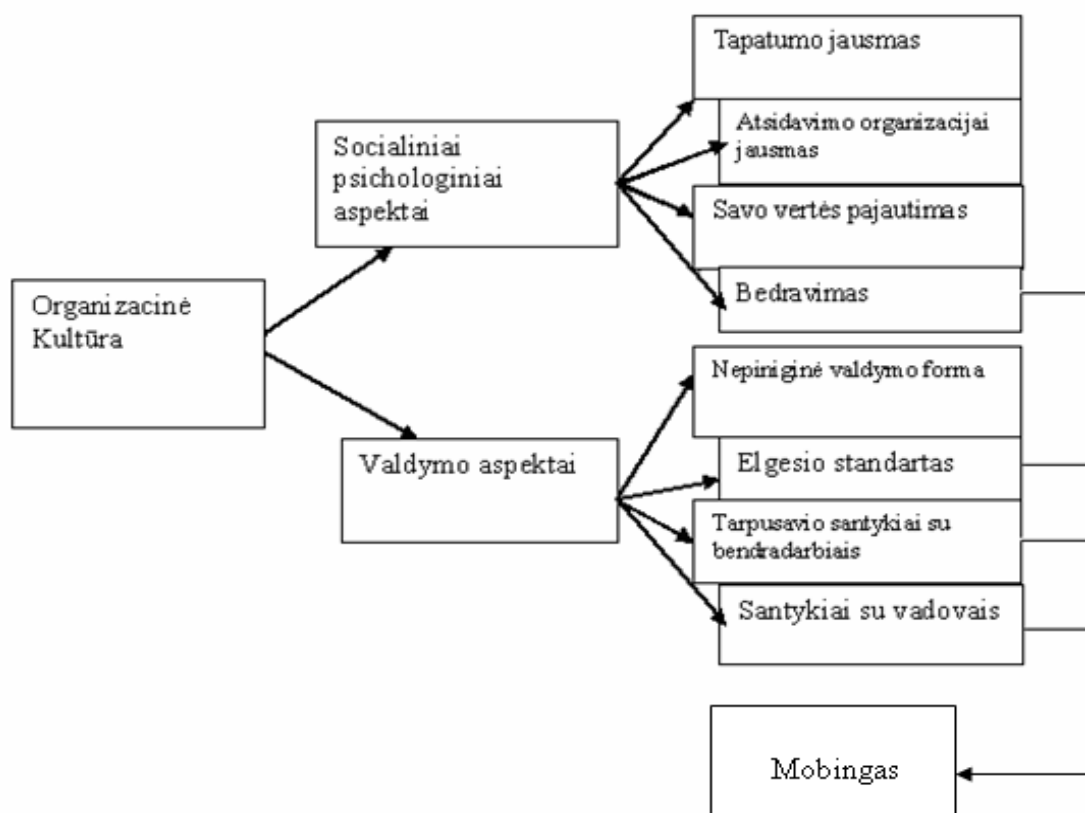 Tapatumo jausmas
Atsidavimo organizacijai
jausmas
Socialiniai
psichologiniai
aspektai
Savo vertės pajautimas
Bedravimas
Organizacinė
Kultūra
Nepiniginė valdymo forma
Valdymo aspektai
Elgesio standartas
Tarpusavio santykiai su
bendradarbiais
Santykiai su vadovais
Mobingas